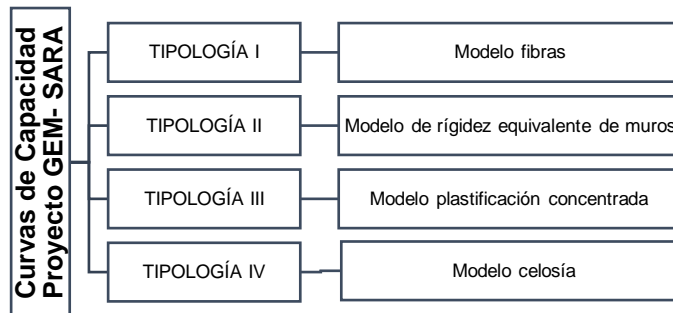 Curvas de Capacidad
Proyecto GEM- SARA
TIPOLOGÍA I
Modelo fibras
TIPOLOGÍA II
Modelo de rígidez equivalente de muros
TIPOLOGÍA III
Modelo plastificación concentrada
TIPOLOGÍA IV
Modelo celosía